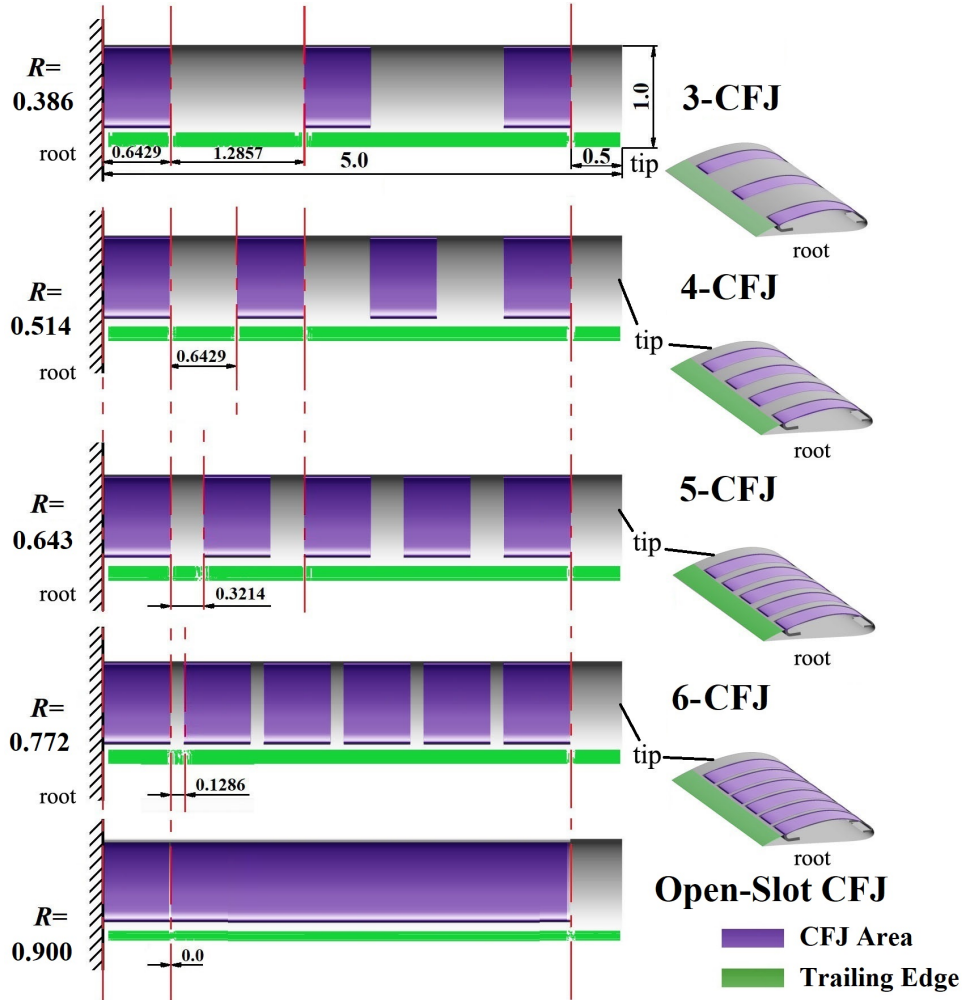 R=
0.386
root
0.6429
1.2857
5.0
0.5
1.0
tip
3-CFJ
root
R=
0.514
root
0.6429
4-CFJ
tip
root
R=
0.643
root
0.3214
5-CFJ
tip
root
R=
0.772
root
0.1286
6-CFJ
tip
root
R=
0.900
0.0
Open-Slot CFJ
CFJ Area
Trailing Edge